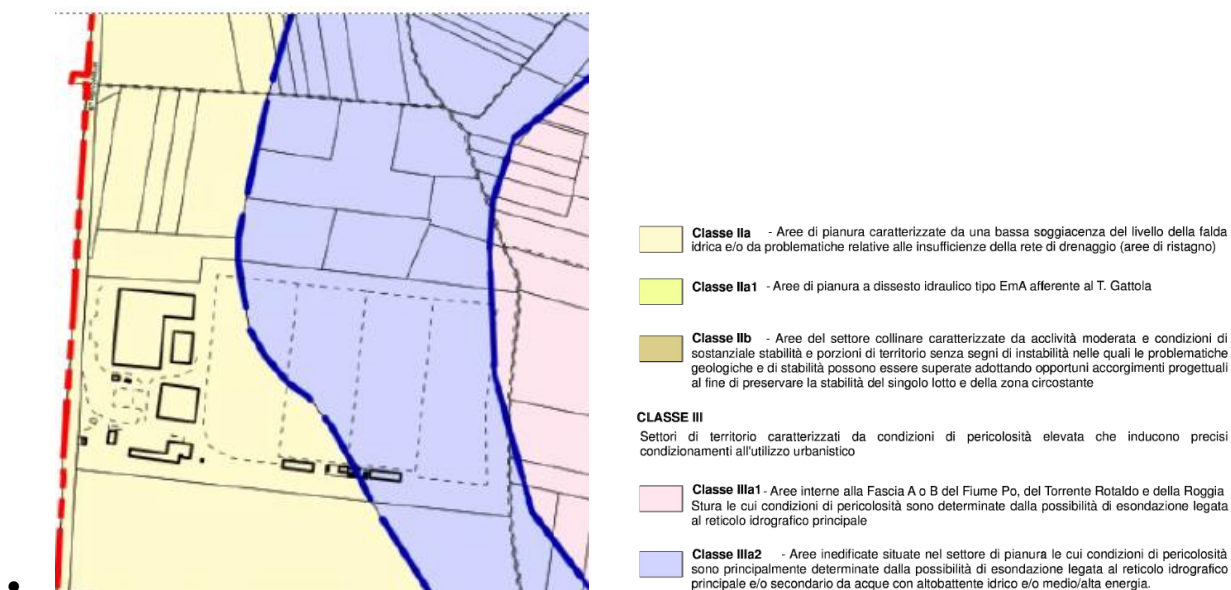 Classe IIa - Aree di pianura caratterizzate da una bassa soggiacenza del livello della falda
idrica e/o da problematiche relative alle insufficienze della rete di drenaggio (aree di ristagno)
Classe IIa1 - Aree di pianura a dissesto idraulico tipo EmA afferente al T. Gattola
Classe IIb - Aree del settore collinare caratterizzate da acclività moderata e condizioni di
sostanziale stabilità e porzioni di territorio senza segni di instabilità nelle quali le problematiche
geologiche e di stabilità possono essere superate adottando opportuni accorgimenti progettuali
al fine di preservare la stabilità del singolo lotto e della zona circostante
CLASSE III
Settori di territorio caratterizzati da condizioni di pericolosità elevata che inducono precisi
condizionamenti all'utilizzo urbanistico
Classe IIIa1 - Aree interne alla Fascia A o B del Fiume Po, del Torrente Rotaldo e della Roggia
Stura le cui condizioni di pericolosità sono determinate dalla possibilità di esondazione legata
al reticolo idrografico principale
Classe IIIa2 - Aree inedificate situate nel settore di pianura le cui condizioni di pericolosità
sono principalmente determinate dalla possibilità di esondazione legata al reticolo idrografico
principale e/o secondario da acque con altobattente idrico e/o medio/alta energia.